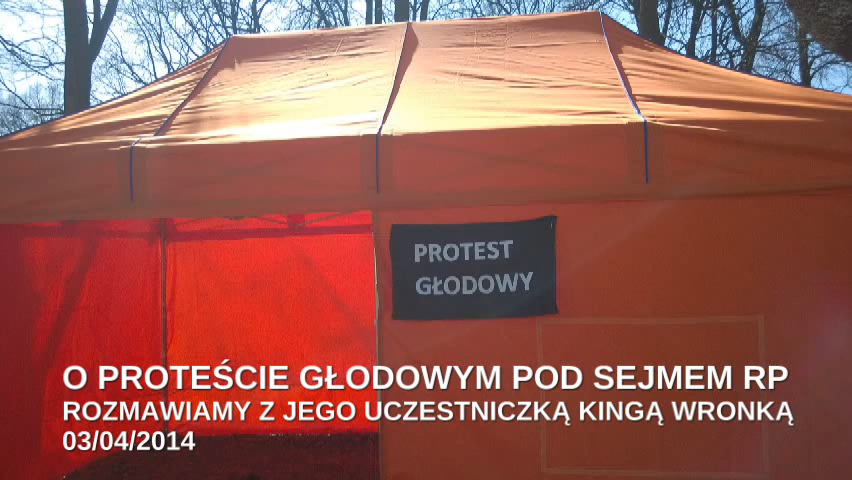 PROTEST
GŁODOWY
O PROTEŚCIE GŁODOWYM POD SEJMEM RP
ROZMAWIAMY Z JEGO UCZESTNICZKĄ KINGĄ WRONKĄ
03/04/2014